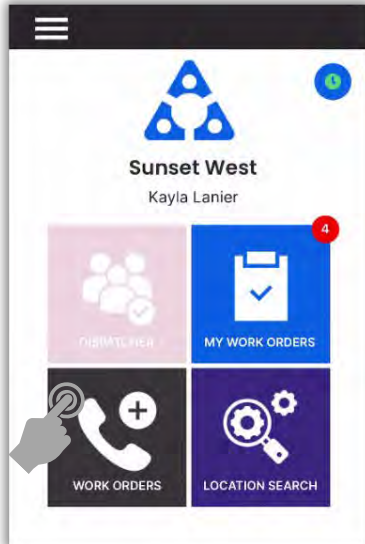 Sunset West
Kayla Lanier
4
DISPATCHER
MY WORK ORDERS
WORK ORDERS
LOCATION SEARCH